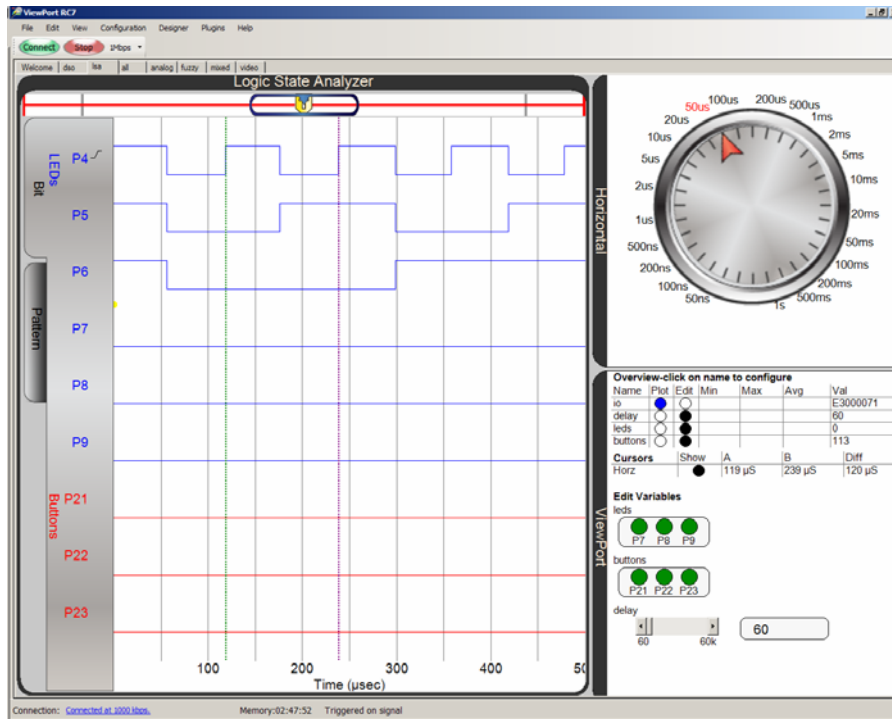 ViewPort RC7
File Edit View Configuration Designer Plugins Help
Connect Stop 1Mbps
Welcome dso lsa all analog fuzzy mixed video
Logic State Analyzer
Bit
Pattern
LEDs
P4
P5
P6
P7
P8
P9
Buttons
P21
P22
P23
100 200 300 400 50
Time (µsec)
Horizontal
50us 100us 200us 500us
20us 1ms
10us 2ms
5us 5ms
2us 10ms
1us 20ms
500ns 50ms
200ns 100ms
100ns 200ms
50ns 1s 500ms
ViewPort
Overview-click on name to configure
Name Plot Edit Min Max Avg Val
io E3000071
delay 60
leds 0
buttons 113
Cursors Show A B Diff
Horz 119 µS 239 µS 120 µS
Edit Variables
leds
P7 P8 P9
buttons
P21 P22 P23
delay
60 60k 60
Connection: Connected at 1000 kbps. Memory:02:47:52 Triggered on signal